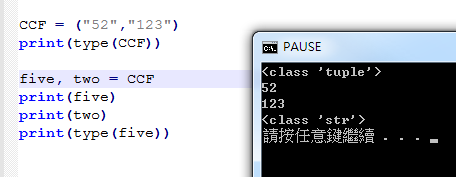 CCF = ("52","123")
print(type(CCF))
five, two = CCF
print(five)
print(two)
print(type(five))
PAUSE
<class 'tuple'>
52
123
<class 'str'>
請按任意鍵繼續 . . .